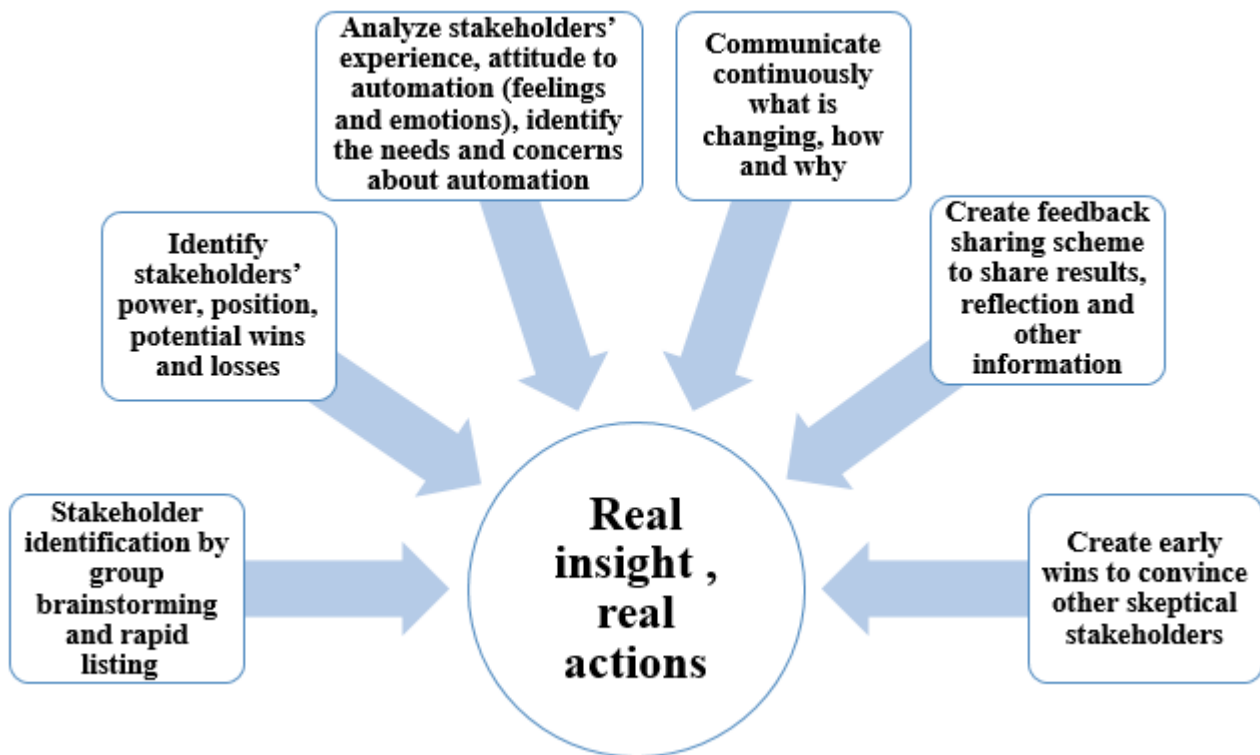 Stakeholder
identification by
group
brainstorming
and rapid
listing
Identify
stakeholders’
power, position,
potential wins
and losses
Analyze stakeholders’
experience, attitude to
automation (feelings
and emotions), identify
the needs and concerns
about automation
Communicate
continuously
what is
changing, how
and why
Create feedback
sharing scheme
to share results,
reflection and
other
information
Create early
wins to convince
other skeptical
stakeholders
Real
insight ,
real
actions